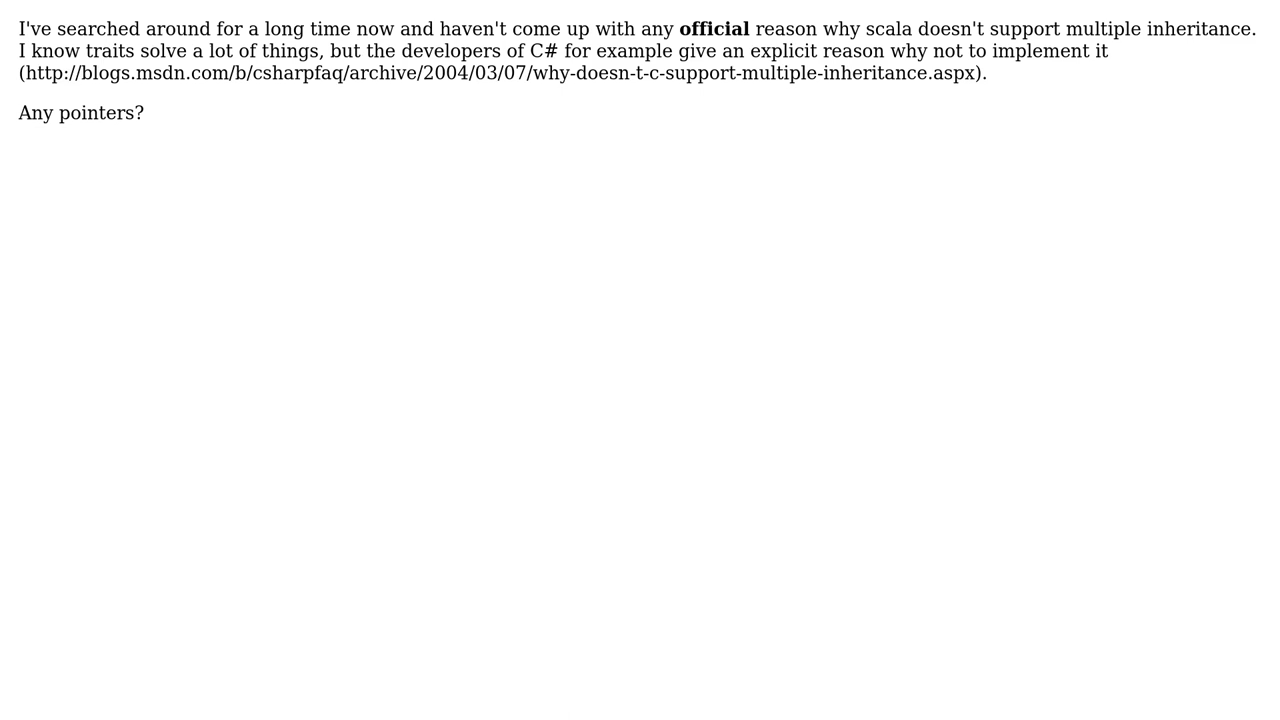 I've searched around for a long time now and haven't come up with any official reason why scala doesn't support multiple inheritance.
I know traits solve a lot of things, but the developers of C# for example give an explicit reason why not to implement it
(http://blogs.msdn.com/b/csharpfaq/archive/2004/03/07/why-doesn-t-c-support-multiple-inheritance.aspx).
Any pointers?